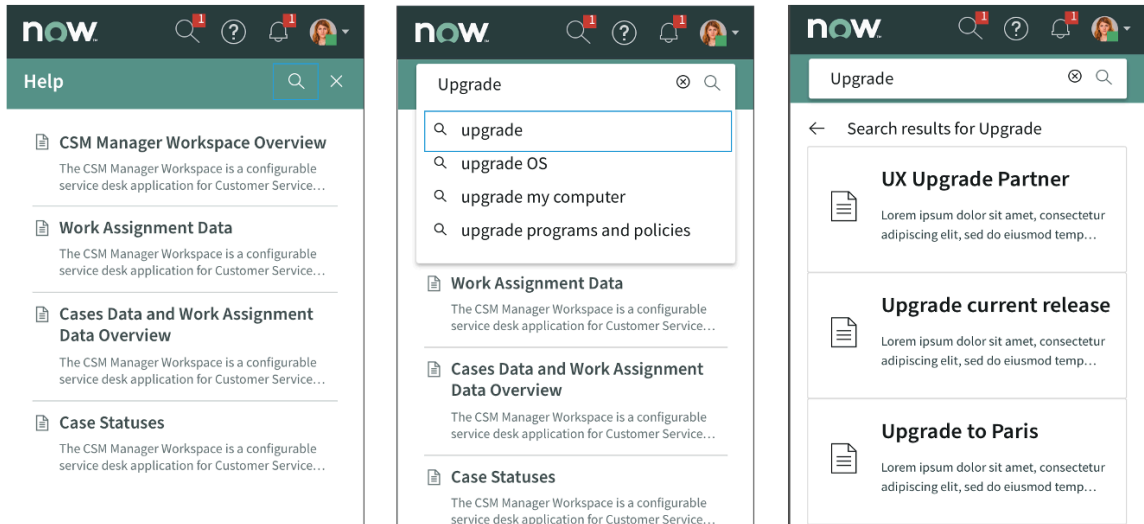 now.
1
1
Help
CSM Manager Workspace Overview
The CSM Manager Workspace is a configurable
service desk application for Customer Service…
Work Assignment Data
The CSM Manager Workspace is a configurable
service desk application for Customer Service…
Cases Data and Work Assignment
Data Overview
The CSM Manager Workspace is a configurable
service desk application for Customer Service…
Case Statuses
The CSM Manager Workspace is a configurable
service desk application for Customer Service…
now.
1
1
Upgrade
upgrade
upgrade OS
upgrade my computer
upgrade programs and policies
Work Assignment Data
The CSM Manager Workspace is a configurable
service desk application for Customer Service…
Cases Data and Work Assignment
Data Overview
The CSM Manager Workspace is a configurable
service desk application for Customer Service…
Case Statuses
The CSM Manager Workspace is a configurable
service desk application for Customer Service…
now.
1
1
Upgrade
Search results for Upgrade
UX Upgrade Partner
Lorem ipsum dolor sit amet, consectetur
adipiscing elit, sed do eiusmod temp…
Upgrade current release
Lorem ipsum dolor sit amet, consectetur
adipiscing elit, sed do eiusmod temp…
Upgrade to Paris
Lorem ipsum dolor sit amet, consectetur
adipiscing elit, sed do eiusmod temp…